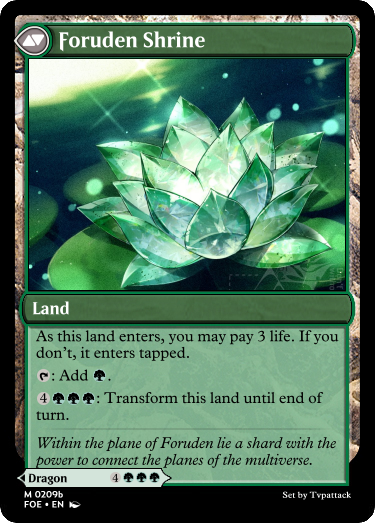 Foruden Shrine
Land
As this land enters, you may pay 3 life. If you
don't, it enters tapped.
: Add .
4: Transform this land until end of
turn.
Within the plane of Foruden lie a shard with the
power to connect the planes of the multiverse.
Dragon 4
M 0209b
FOE • EN
Set by Tvpattack